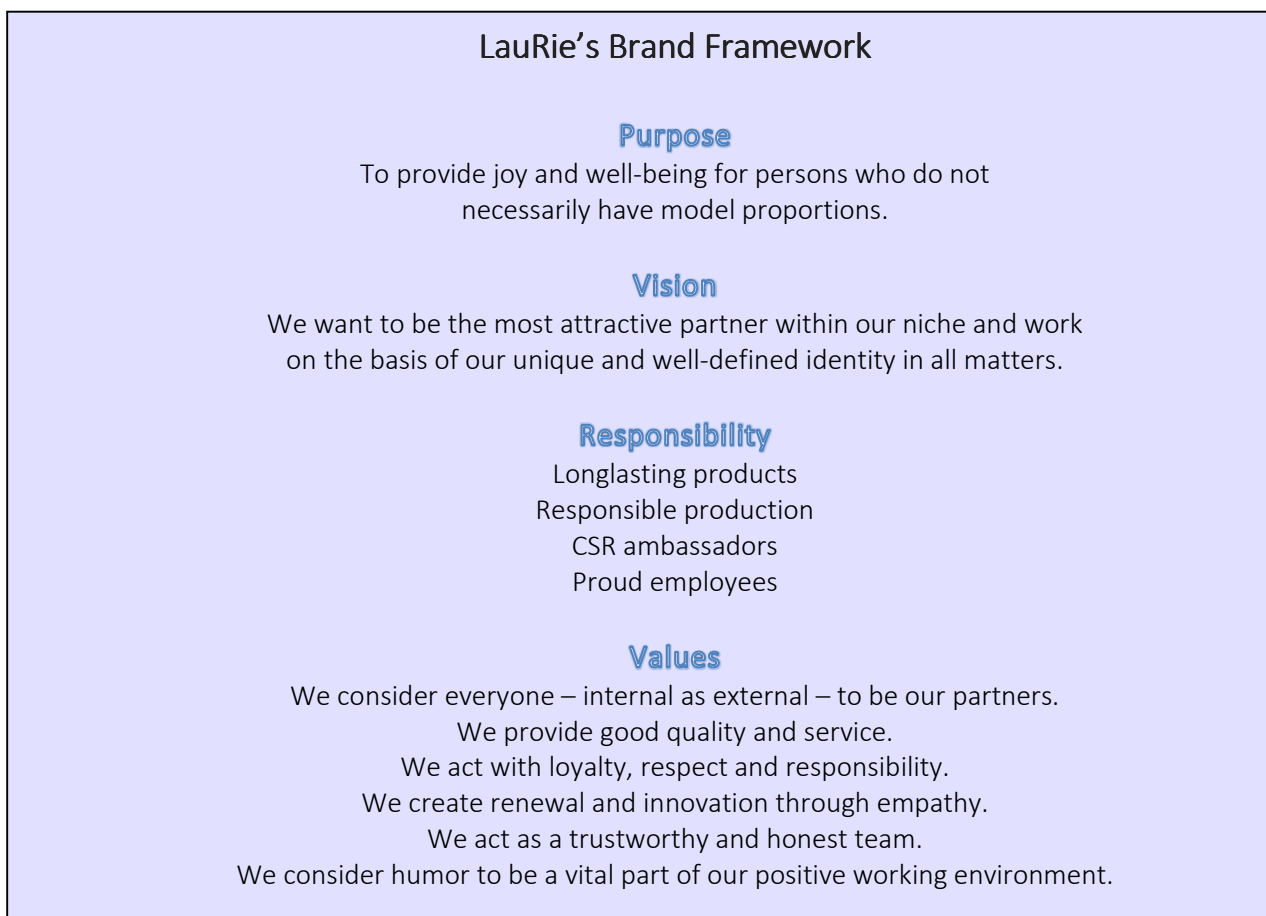 LauRie’s Brand Framework
Purpose
To provide joy and well-being for persons who do not
necessarily have model proportions.
Vision
We want to be the most attractive partner within our niche and work
on the basis of our unique and well-defined identity in all matters.
Responsibility
Longlasting products
Responsible production
CSR ambassadors
Proud employees
Values
We consider everyone – internal as external – to be our partners.
We provide good quality and service.
We act with loyalty, respect and responsibility.
We create renewal and innovation through empathy.
We act as a trustworthy and honest team.
We consider humor to be a vital part of our positive working environment.